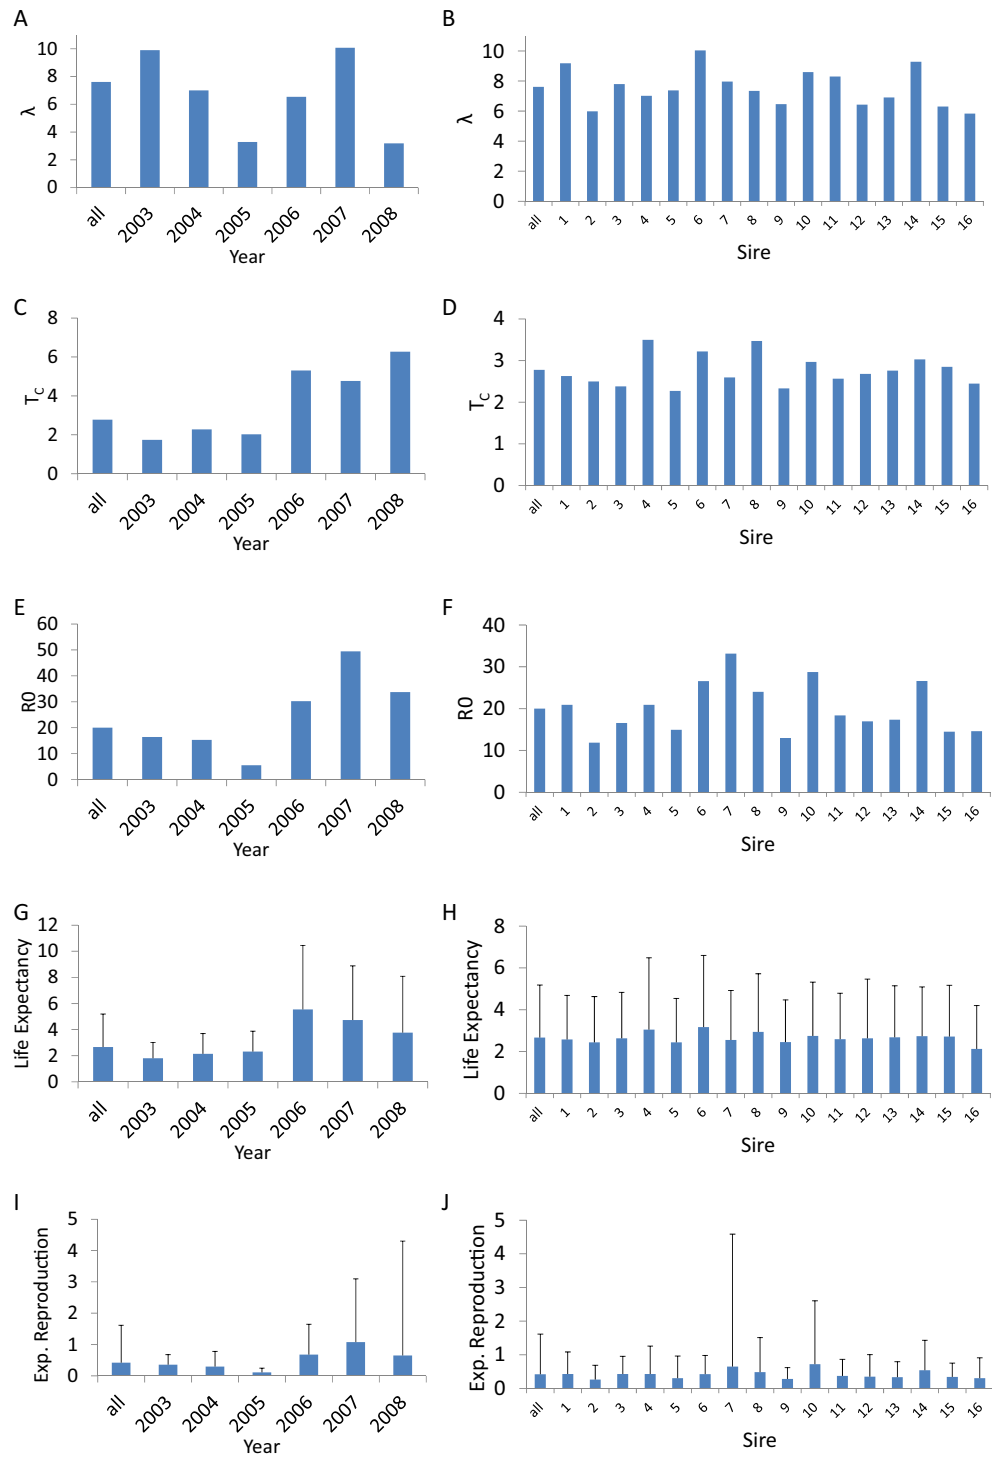 A
10
8
6
4
2
0
λ
all 2003 2004 2005 2006 2007 2008
Year
B
10
8
6
4
2
0
λ
all 1 2 3 4 5 6 7 8 9 10 11 12 13 14 15 16
Sire
C
8
6
4
2
0
Tc
all 2003 2004 2005 2006 2007 2008
Year
D
4
3
2
1
0
Tc
all 1 2 3 4 5 6 7 8 9 10 11 12 13 14 15 16
Sire
E
60
50
40
30
20
10
0
R0
all 2003 2004 2005 2006 2007 2008
Year
F
40
30
20
10
0
R0
all 1 2 3 4 5 6 7 8 9 10 11 12 13 14 15 16
Sire
G
12
10
8
6
4
2
0
Life Expectancy
all 2003 2004 2005 2006 2007 2008
Year
H
8
6
4
2
0
Life Expectancy
all 1 2 3 4 5 6 7 8 9 10 11 12 13 14 15 16
Sire
I
5
4
3
2
1
0
Exp. Reproduction
all 2003 2004 2005 2006 2007 2008
Year
J
5
4
3
2
1
0
Exp. Reproduction
all 1 2 3 4 5 6 7 8 9 10 11 12 13 14 15 16
Sire